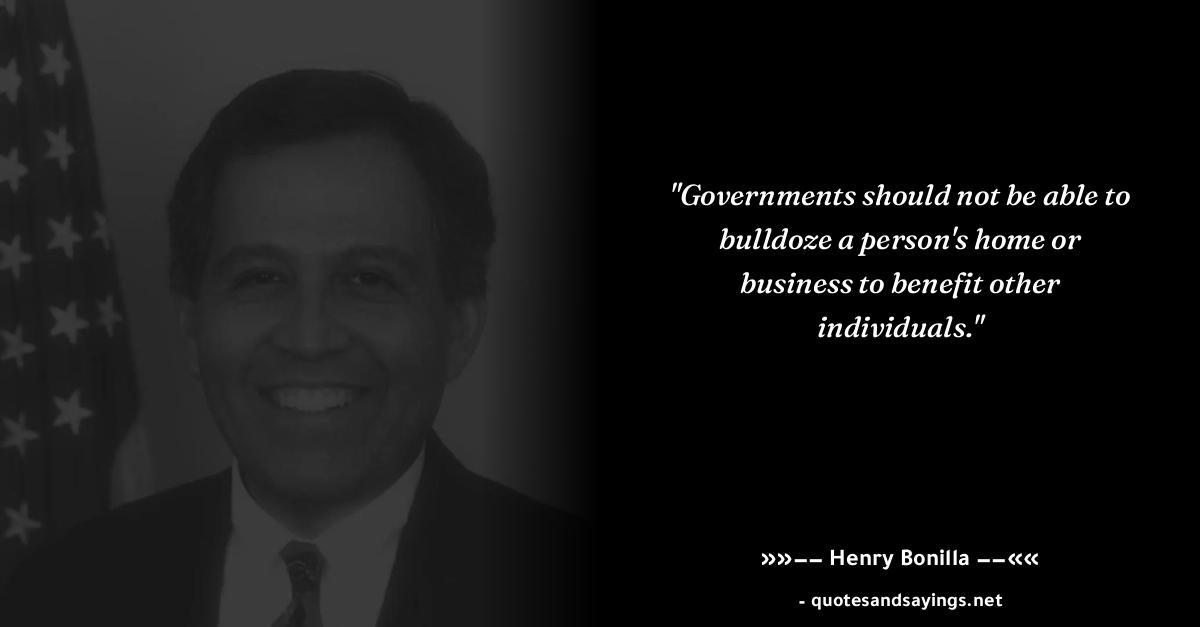 "Governments should not be able to
bulldoze a person's home or
business to benefit other
individuals."
»»–– Henry Bonilla ––««
- quotesandsayings.net